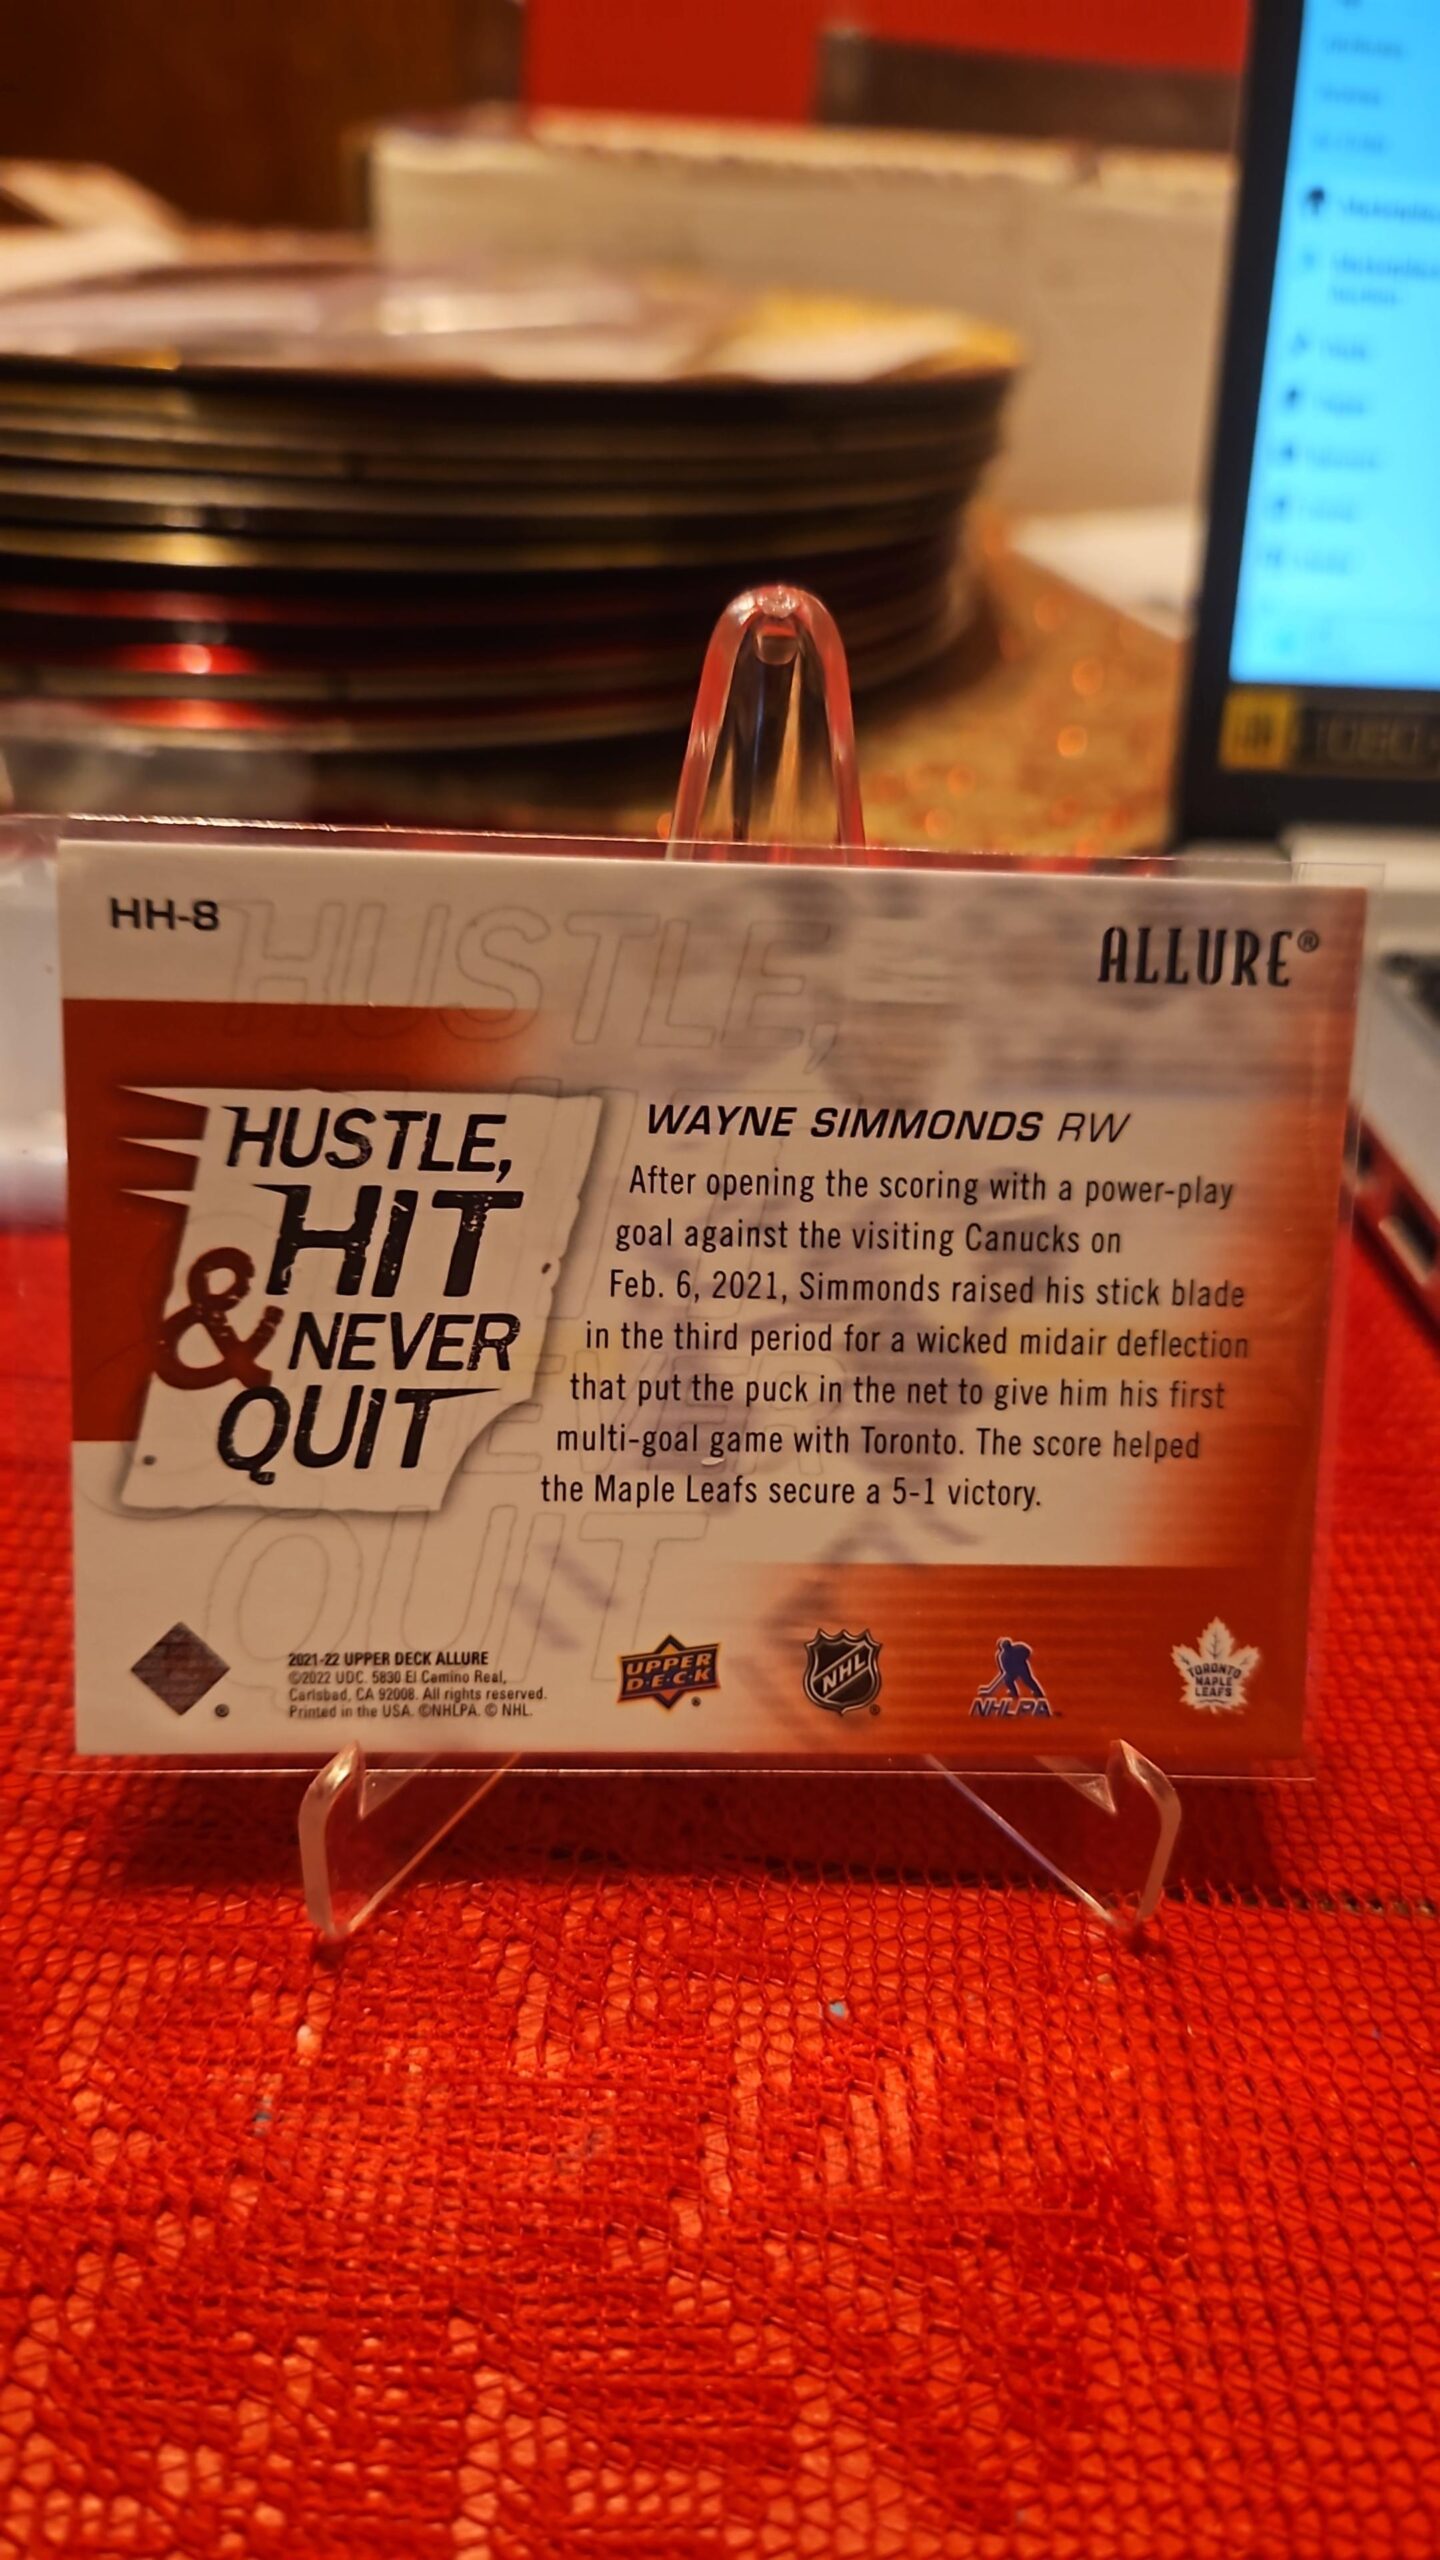 HH-8
ALLURE®
HUSTLE,
HIT
& NEVER
QUIT
WAYNE SIMMONDS RW
After opening the scoring with a power-play
goal against the visiting Canucks on
Feb. 6, 2021, Simmonds raised his stick blade
in the third period for a wicked midair deflection
that put the puck in the net to give him his first
multi-goal game with Toronto. The score helped
the Maple Leafs secure a 5-1 victory.
HUSTLE,
HIT
NEVER
QUIT
2021-22 UPPER DECK ALLURE
©2022 UDC. 5830 El Camino Real,
Carlsbad, CA 92008. All rights reserved.
Printed in the USA. ©NHLPA. © NHL.
UPPER
D·E·C·K
NHL
NHLPA
TORONTO
MAPLE
LEAFS